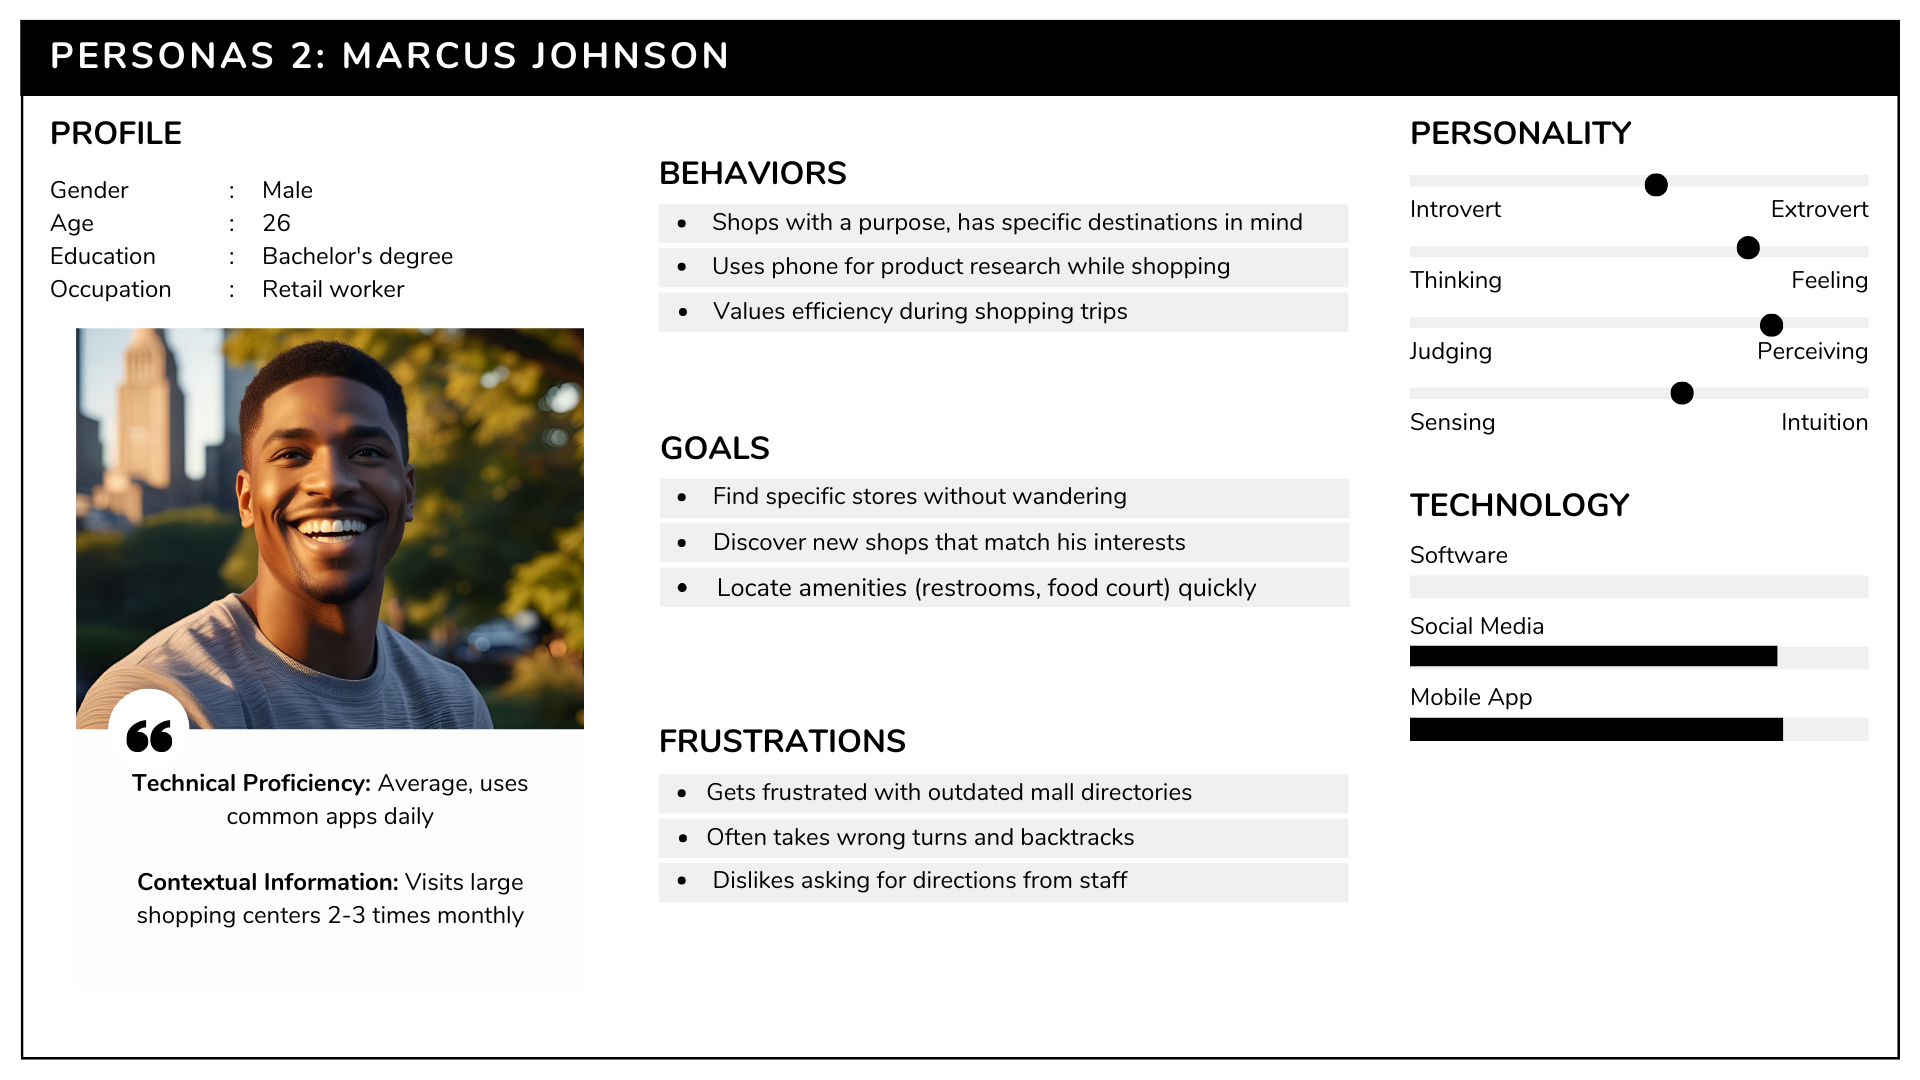 PERSONAS 2: MARCUS JOHNSON
PROFILE
Gender : Male
Age : 26
Education : Bachelor's degree
Occupation : Retail worker
“
Technical Proficiency: Average, uses
common apps daily
Contextual Information: Visits large
shopping centers 2-3 times monthly
BEHAVIORS
• Shops with a purpose, has specific destinations in mind
• Uses phone for product research while shopping
• Values efficiency during shopping trips
GOALS
• Find specific stores without wandering
• Discover new shops that match his interests
• Locate amenities (restrooms, food court) quickly
FRUSTRATIONS
• Gets frustrated with outdated mall directories
• Often takes wrong turns and backtracks
• Dislikes asking for directions from staff
PERSONALITY
Introvert Extrovert
Thinking Feeling
Judging Perceiving
Sensing Intuition
TECHNOLOGY
Software
Social Media
Mobile App